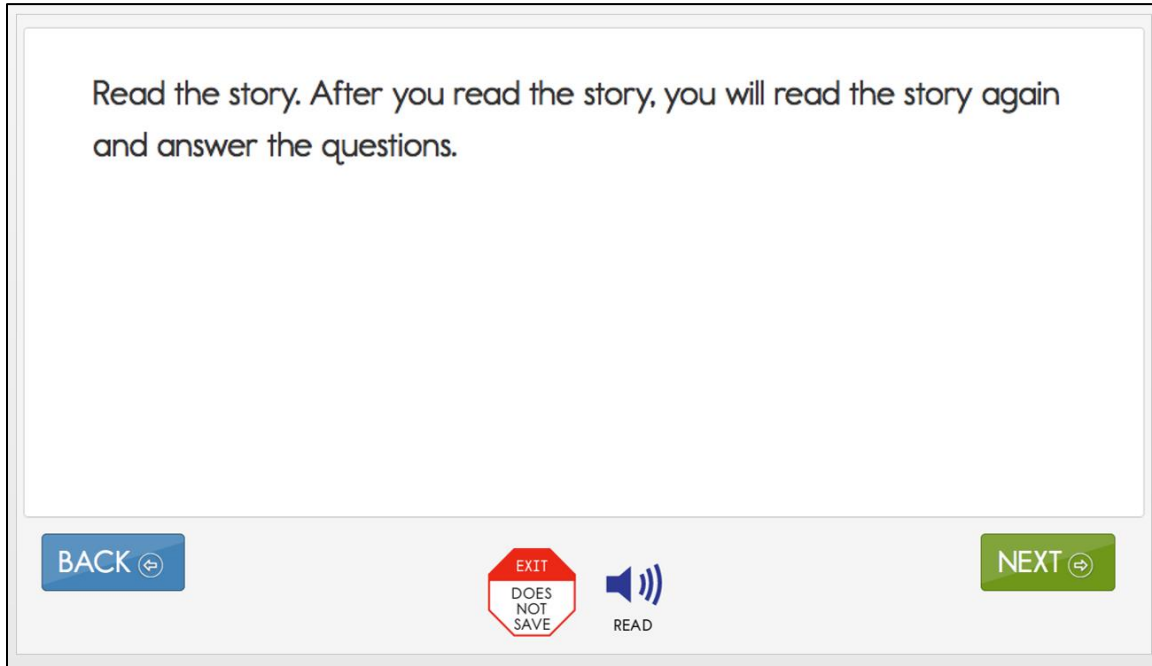 Read the story. After you read the story, you will read the story again
and answer the questions.
BACK
EXIT
DOES
NOT
SAVE
READ
NEXT